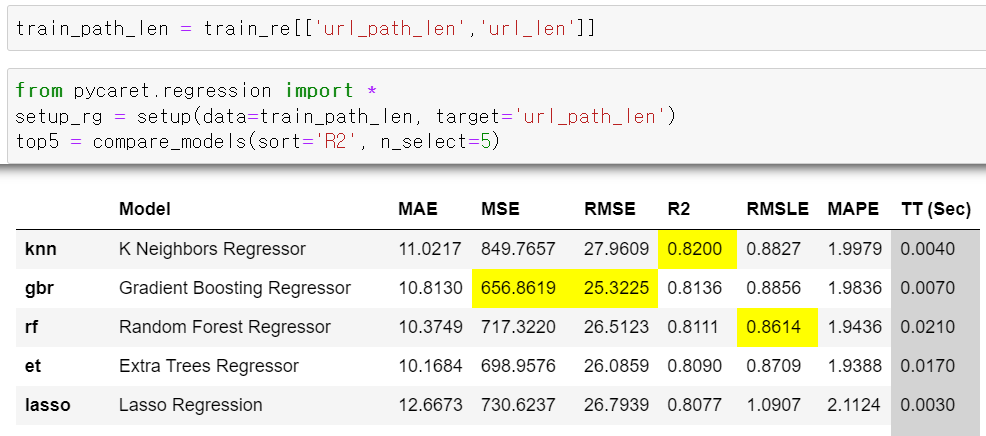 train_path_len = train_re[['url_path_len','url_len']]
from pycaret.regression import *
setup_rg = setup(data=train_path_len, target='url_path_len')
top5 = compare_models(sort='R2', n_select=5)
Model MAE MSE RMSE R2 RMSLE MAPE TT (Sec)
knn K Neighbors Regressor 11.0217 849.7657 27.9609 0.8200 0.8827 1.9979 0.0040
gbr Gradient Boosting Regressor 10.8130 656.8619 25.3225 0.8136 0.8856 1.9836 0.0070
rf Random Forest Regressor 10.3749 717.3220 26.5123 0.8111 0.8614 1.9436 0.0210
et Extra Trees Regressor 10.1684 698.9576 26.0859 0.8090 0.8709 1.9388 0.0170
lasso Lasso Regression 12.6673 730.6237 26.7939 0.8077 1.0907 2.1124 0.0030